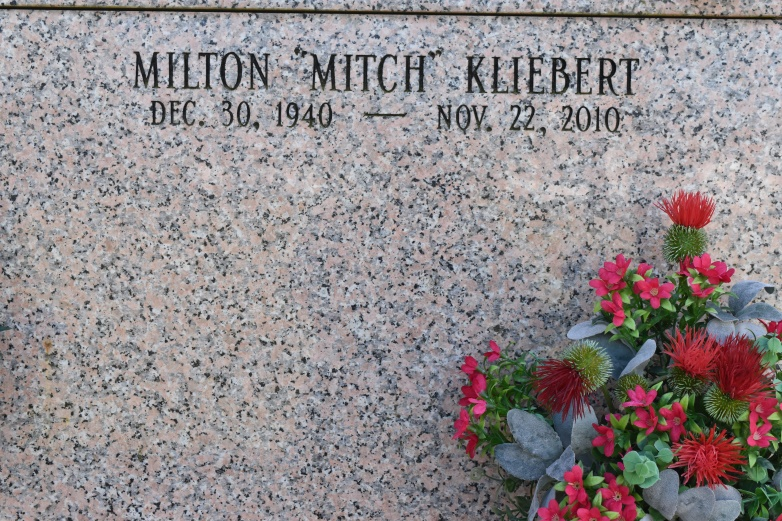 MILTON "MITCH" KLIEBERT
DEC. 30, 1940 — NOV. 22, 2010